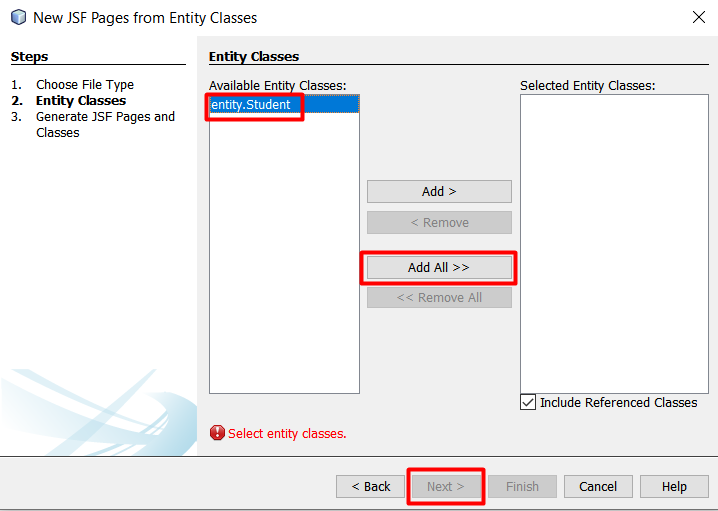 New JSF Pages from Entity Classes
Steps
1. Choose File Type
2. Entity Classes
3. Generate JSF Pages and
Classes
Entity Classes
Available Entity Classes:
entity.Student
Add >
< Remove
Add All >>
<< Remove All
Selected Entity Classes:
Include Referenced Classes
Select entity classes.
< Back
Next >
Finish
Cancel
Help